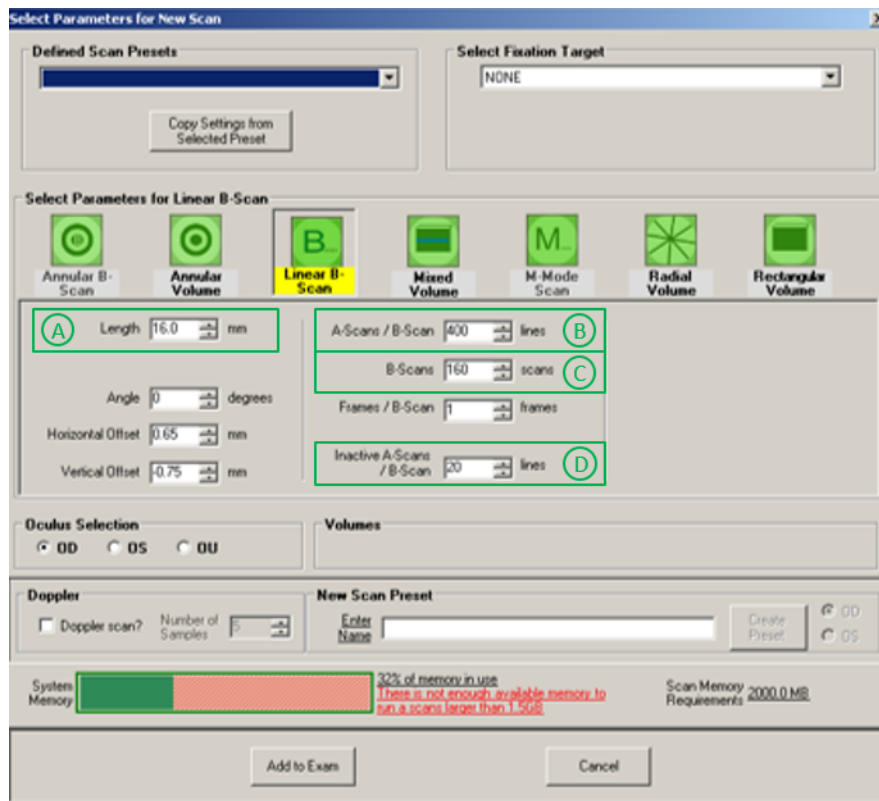 Select Parameters for New Scan
Defined Scan Presets
Select Fixation Target
NONE
Copy Settings from
Selected Preset
Select Parameters for Linear B-Scan
B...
M...
Annular B-
Scan
Annular
Volume
Linear B-
Scan
Mixed
Volume
M-Mode
Scan
Radial
Volume
Rectangular
Volume
A Length 16.0 mm
A-Scans / B-Scan 400 lines B
B-Scans 160 scans C
Angle 0 degrees
Frames / B-Scan 1 frames
Horizontal Offset 0.65 mm
Vertical Offset -0.75 mm
Inactive A-Scans
/ B-Scan 20 lines D
Oculus Selection
OD OS OU
Volumes
Doppler
Doppler scan?
Number of
Samples
5
New Scan Preset
Enter
Name
Create
Preset
OD
OS
System
Memory
32% of memory in use
There is not enough available memory to
run a scans larger than 1.5GB
Scan Memory
Requirements
2000.0 MB
Add to Exam
Cancel